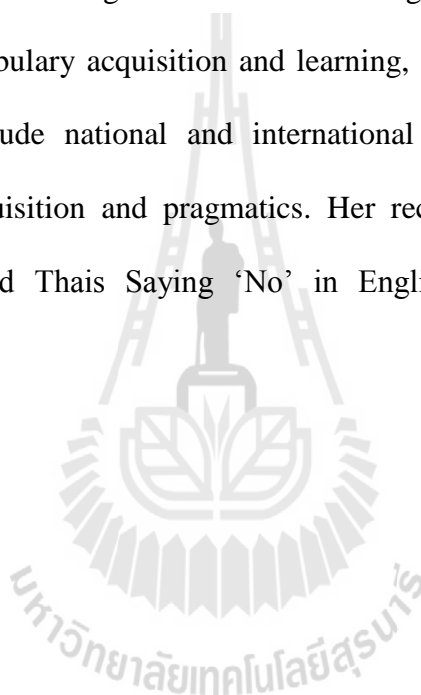 bulary acquisition and learning,
ude national and international
uisition and pragmatics. Her rec
d Thais Saying ‘No’ in Engl
มหาวิทยาลัยเทคโนโลยีสุรนารี